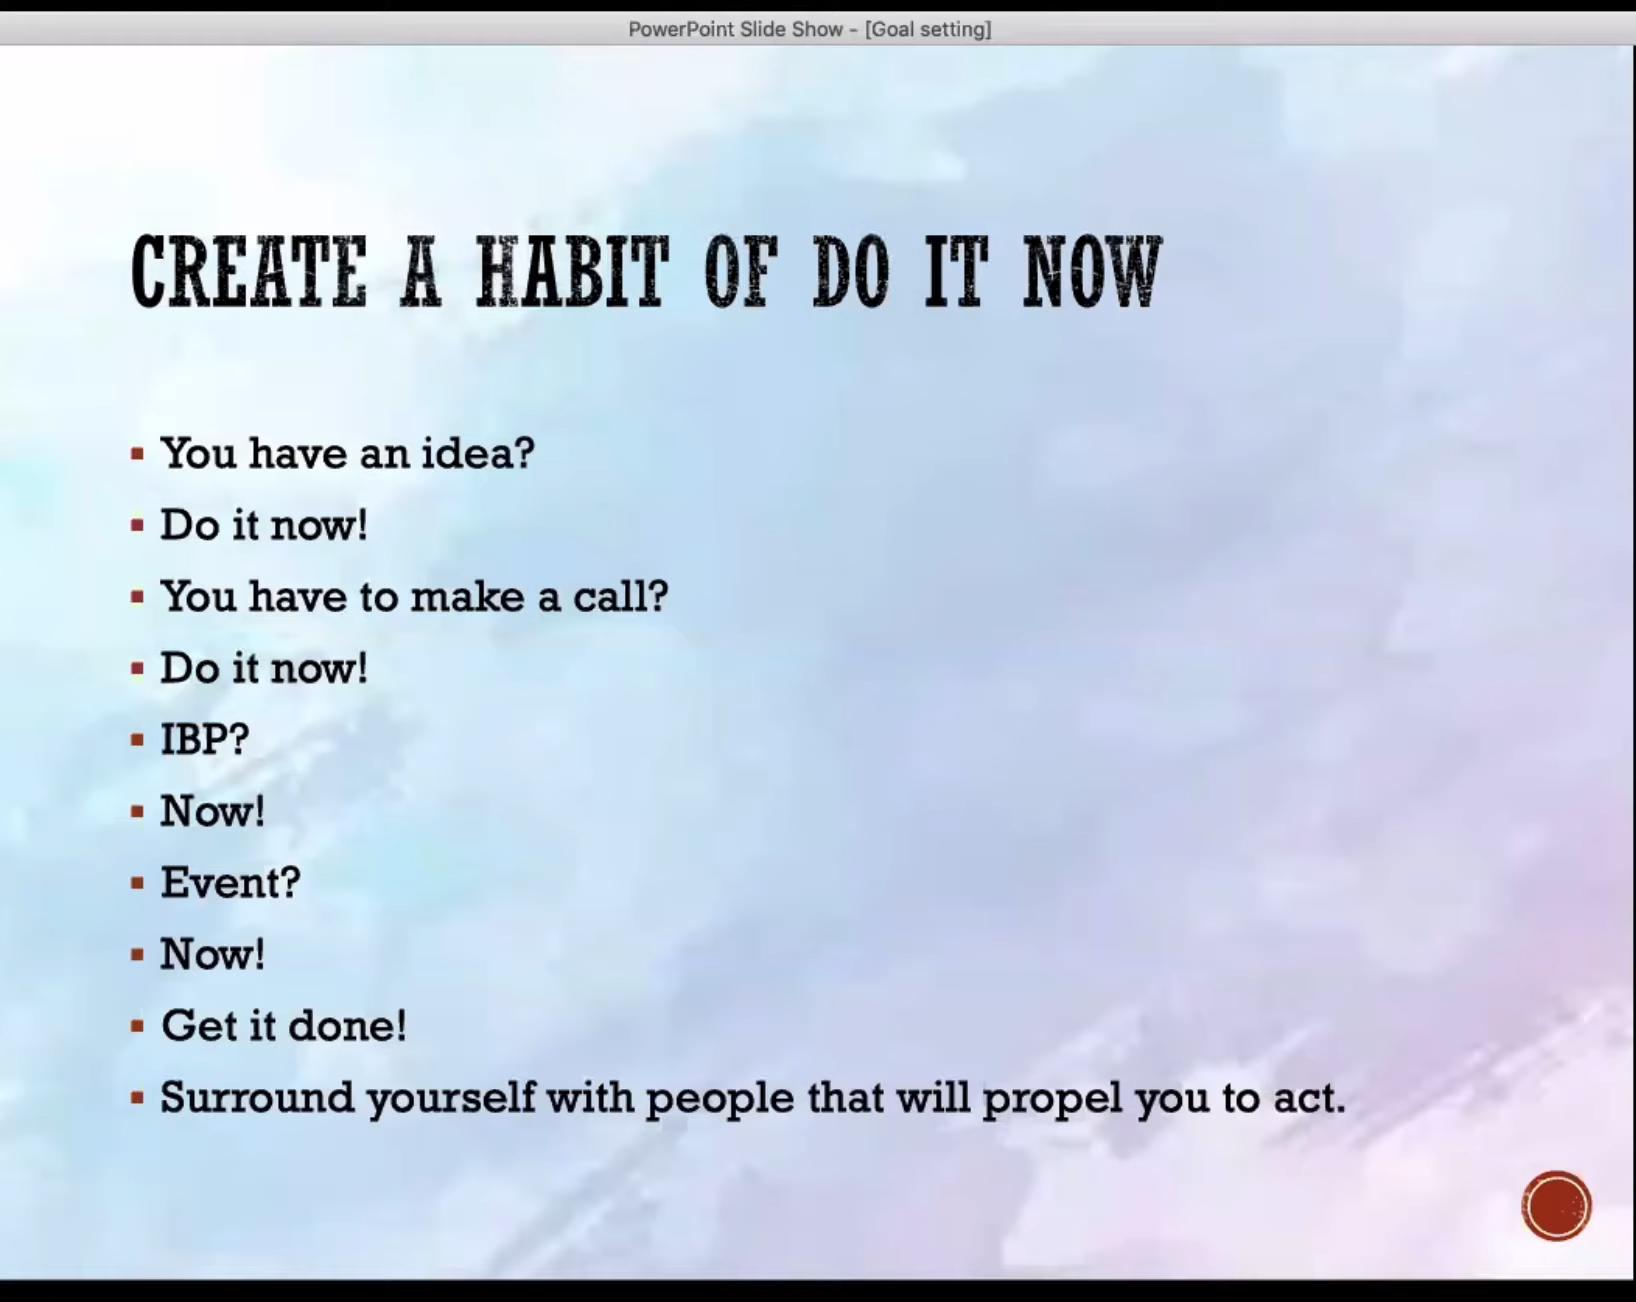 PowerPoint Slide Show - [Goal setting]
CREATE A HABIT OF DO IT NOW
▪ You have an idea?
▪ Do it now!
▪ You have to make a call?
▪ Do it now!
▪ IBP?
▪ Now!
▪ Event?
▪ Now!
▪ Get it done!
▪ Surround yourself with people that will propel you to act.